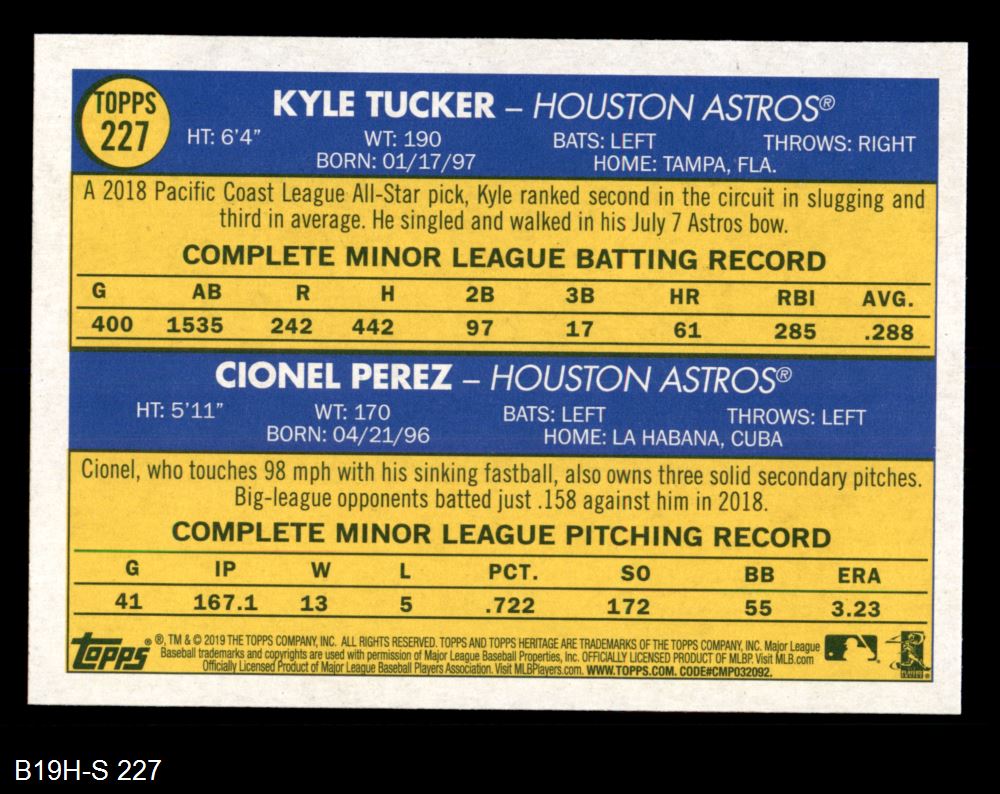 TOPPS
227
KYLE TUCKER – HOUSTON ASTROS®
HT: 6'4" WT: 190 BATS: LEFT THROWS: RIGHT
BORN: 01/17/97 HOME: TAMPA, FLA.
A 2018 Pacific Coast League All-Star pick, Kyle ranked second in the circuit in slugging and
third in average. He singled and walked in his July 7 Astros bow.
COMPLETE MINOR LEAGUE BATTING RECORD
G AB R H 2B 3B HR RBI AVG.
400 1535 242 442 97 17 61 285 .288
CIONEL PEREZ – HOUSTON ASTROS®
HT: 5'11" WT: 170 BATS: LEFT THROWS: LEFT
BORN: 04/21/96 HOME: LA HABANA, CUBA
Cionel, who touches 98 mph with his sinking fastball, also owns three solid secondary pitches.
Big-league opponents batted just .158 against him in 2018.
COMPLETE MINOR LEAGUE PITCHING RECORD
G IP W L PCT. SO BB ERA
41 167.1 13 5 .722 172 55 3.23
topps® ®, TM & © 2019 THE TOPPS COMPANY, INC. ALL RIGHTS RESERVED. TOPPS AND TOPPS HERITAGE ARE TRADEMARKS OF THE TOPPS COMPANY, INC. Major League
Baseball trademarks and copyrights are used with permission of Major League Baseball Properties, Inc. OFFICIALLY LICENSED PRODUCT OF MLBP. Visit MLB.com
Officially Licensed Product of Major League Baseball Players Association. Visit MLBPlayers.com. WWW.TOPPS.COM. CODE#CMP032092.
B19H-S 227